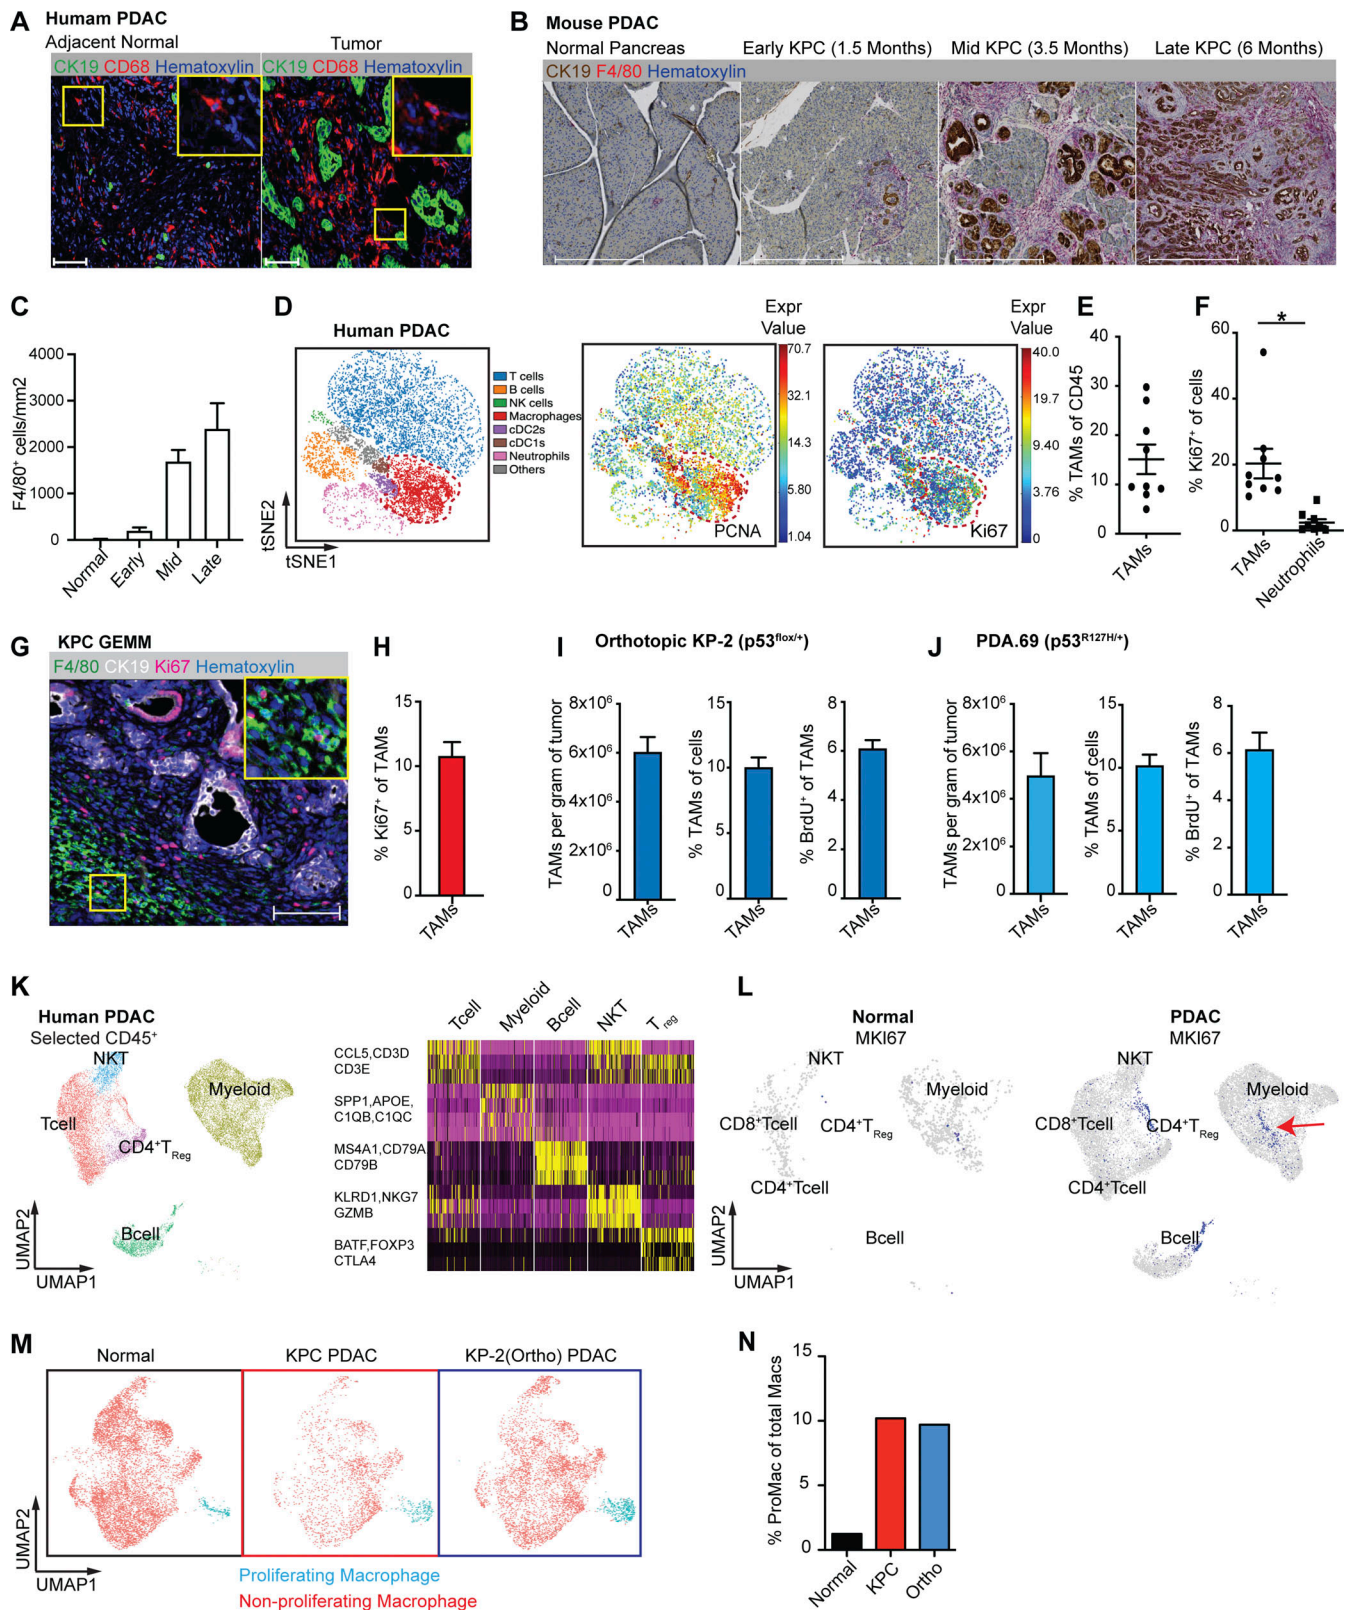 A
Humam PDAC
Adjacent Normal
Tumor
CK19 CD68 Hematoxylin
CK19 CD68 Hematoxylin
B
Mouse PDAC
Normal Pancreas
Early KPC (1.5 Months)
Mid KPC (3.5 Months)
Late KPC (6 Months)
CK19 F4/80 Hematoxylin
C
F4/80⁺ cells/mm2
4000
3000
2000
1000
0
Normal
Early
Mid
Late
D
Human PDAC
T cells
B cells
NK cells
Macrophages
cDC2s
cDC1s
Neutrophils
Others
tSNE2
tSNE1
Expr
Value
70.7
32.1
14.3
5.80
1.04
PCNA
Expr
Value
40.0
19.7
9.40
3.76
0
Ki67
E
% TAMs of CD45
40
30
20
10
0
TAMs
F
% Ki67⁺ of cells
60
40
20
0
*
TAMs
Neutrophils
G
KPC GEMM
F4/80 CK19 Ki67 Hematoxylin
H
% Ki67⁺ of TAMs
15
10
5
0
TAMs
I
Orthotopic KP-2 (p53flox/+)
TAMs per gram of tumor
8x10⁶
6x10⁶
4x10⁶
2x10⁶
0
TAMs
% TAMs of cells
15
10
5
0
TAMs
% BrdU⁺ of TAMs
8
6
4
2
0
TAMs
J
PDA.69 (p53R127H/+)
TAMs per gram of tumor
8x10⁶
6x10⁶
4x10⁶
2x10⁶
0
TAMs
% TAMs of cells
15
10
5
0
TAMs
% BrdU⁺ of TAMs
8
6
4
2
0
TAMs
K
Human PDAC
Selected CD45⁺
NKT
Myeloid
Tcell
CD4⁺TReg
Bcell
UMAP2
UMAP1
Tcell
Myeloid
Bcell
NKT
Treg
CCL5,CD3D
CD3E
SPP1,APOE,
C1QB,C1QC
MS4A1,CD79A
CD79B
KLRD1,NKG7
GZMB
BATF,FOXP3
CTLA4
L
Normal
MKI67
NKT
Myeloid
CD8⁺Tcell
CD4⁺TReg
CD4⁺Tcell
Bcell
UMAP2
UMAP1
PDAC
MKI67
NKT
Myeloid
CD8⁺Tcell
CD4⁺TReg
CD4⁺Tcell
Bcell
M
Normal
KPC PDAC
KP-2(Ortho) PDAC
UMAP2
UMAP1
Proliferating Macrophage
Non-proliferating Macrophage
N
% ProMac of total Macs
15
10
5
0
Normal
KPC
Ortho